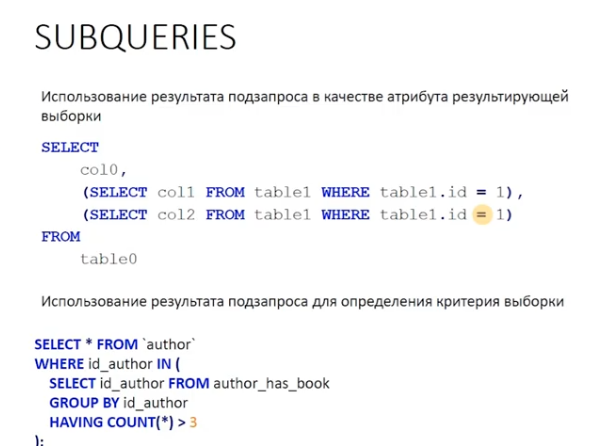 SUBQUERIES
Использование результата подзапроса в качестве атрибута результирующей
выборки
SELECT
col0,
(SELECT col1 FROM table1 WHERE table1.id = 1),
(SELECT col2 FROM table1 WHERE table1.id = 1)
FROM
table0
Использование результата подзапроса для определения критерия выборки
SELECT * FROM `author`
WHERE id_author IN (
SELECT id_author FROM author_has_book
GROUP BY id_author
HAVING COUNT(*) > 3
);